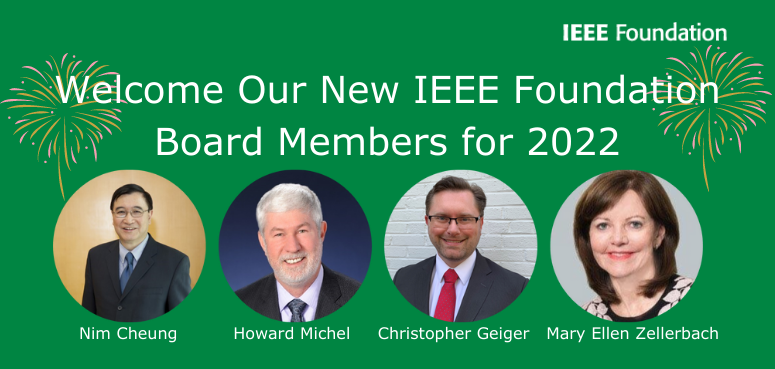 IEEE Foundation
Welcome Our New IEEE Foundation
Board Members for 2022
Nim Cheung
Howard Michel
Christopher Geiger
Mary Ellen Zellerbach